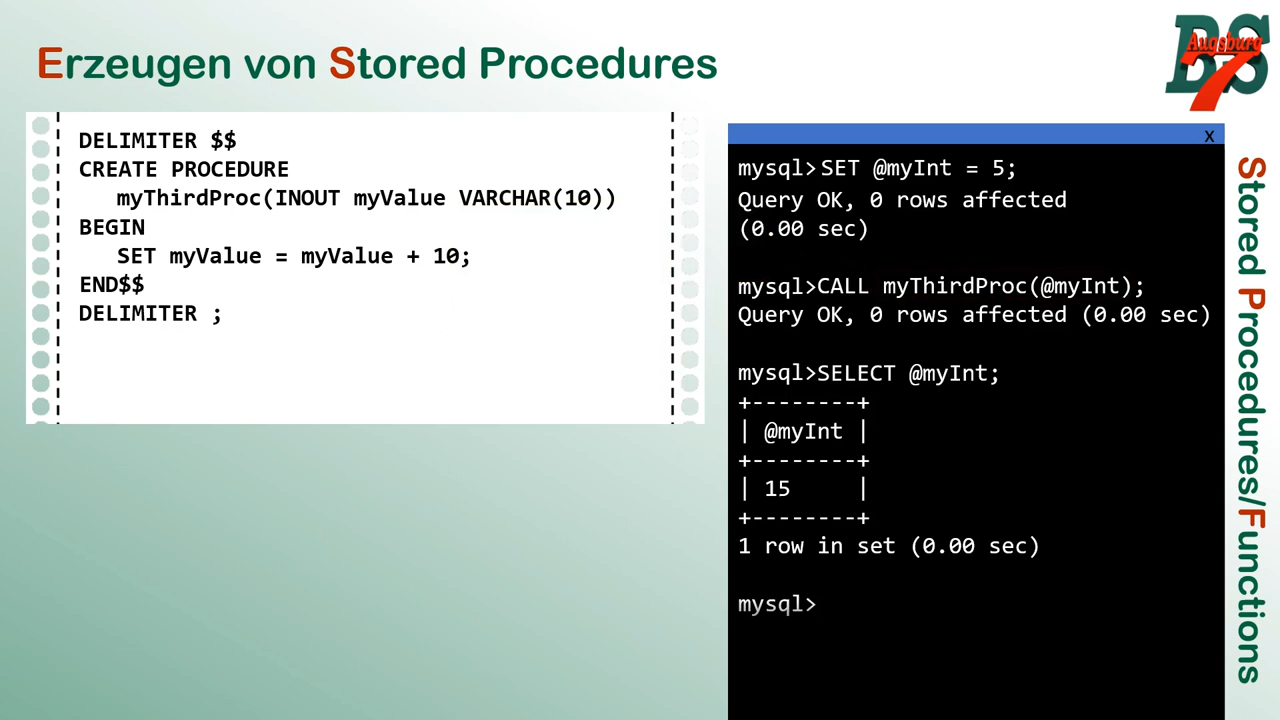 Erzeugen von Stored Procedures
BS
Augsburg
7
DELIMITER $$
CREATE PROCEDURE
myThirdProc(INOUT myValue VARCHAR(10))
BEGIN
SET myValue = myValue + 10;
END$$
DELIMITER ;
x
mysql>SET @myInt = 5;
Query OK, 0 rows affected
(0.00 sec)
mysql>CALL myThirdProc(@myInt);
Query OK, 0 rows affected (0.00 sec)
mysql>SELECT @myInt;
+--------+
| @myInt |
+--------+
| 15     |
+--------+
1 row in set (0.00 sec)
mysql>
Stored Procedures/Functions